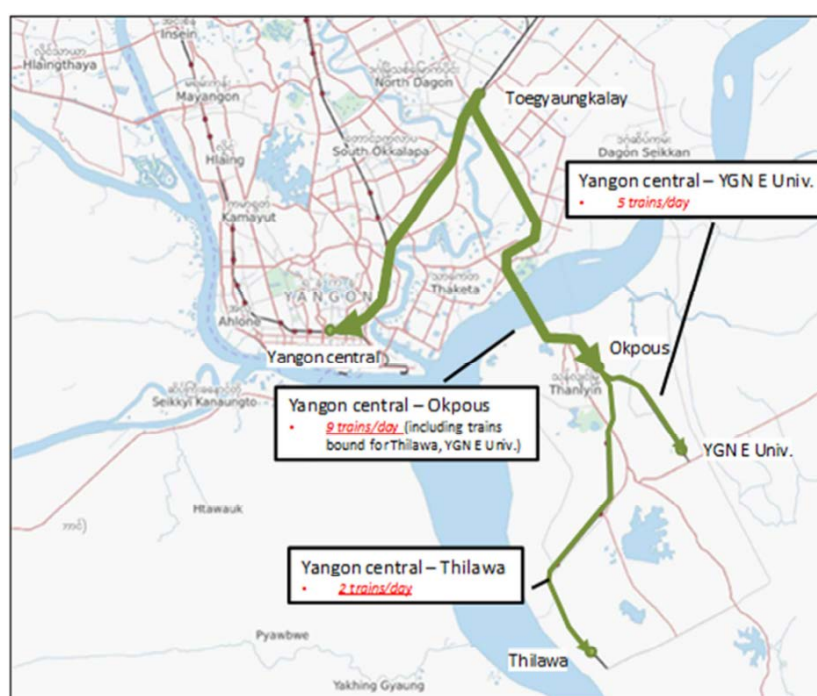 Insein
Hlaingthaya
Mayangon
North Dagon
Toegyaungkalay
Hlaing
South Okkalapa
Dagon Seikkan
Yangon central – YGN E Univ.
• 5 trains/day
Kamayut
YANGON
Thaketa
Ahlone
Yangon central
Okpous
Seikkyi Kanaungto
Thanlyin
Yangon central – Okpous
• 9 trains/day (including trains
bound for Thilawa, YGN E Univ.)
YGN E Univ.
Htawauk
Yangon central – Thilawa
• 2 trains/day
Pyawbwe
Thilawa
Yakhing Gyaung